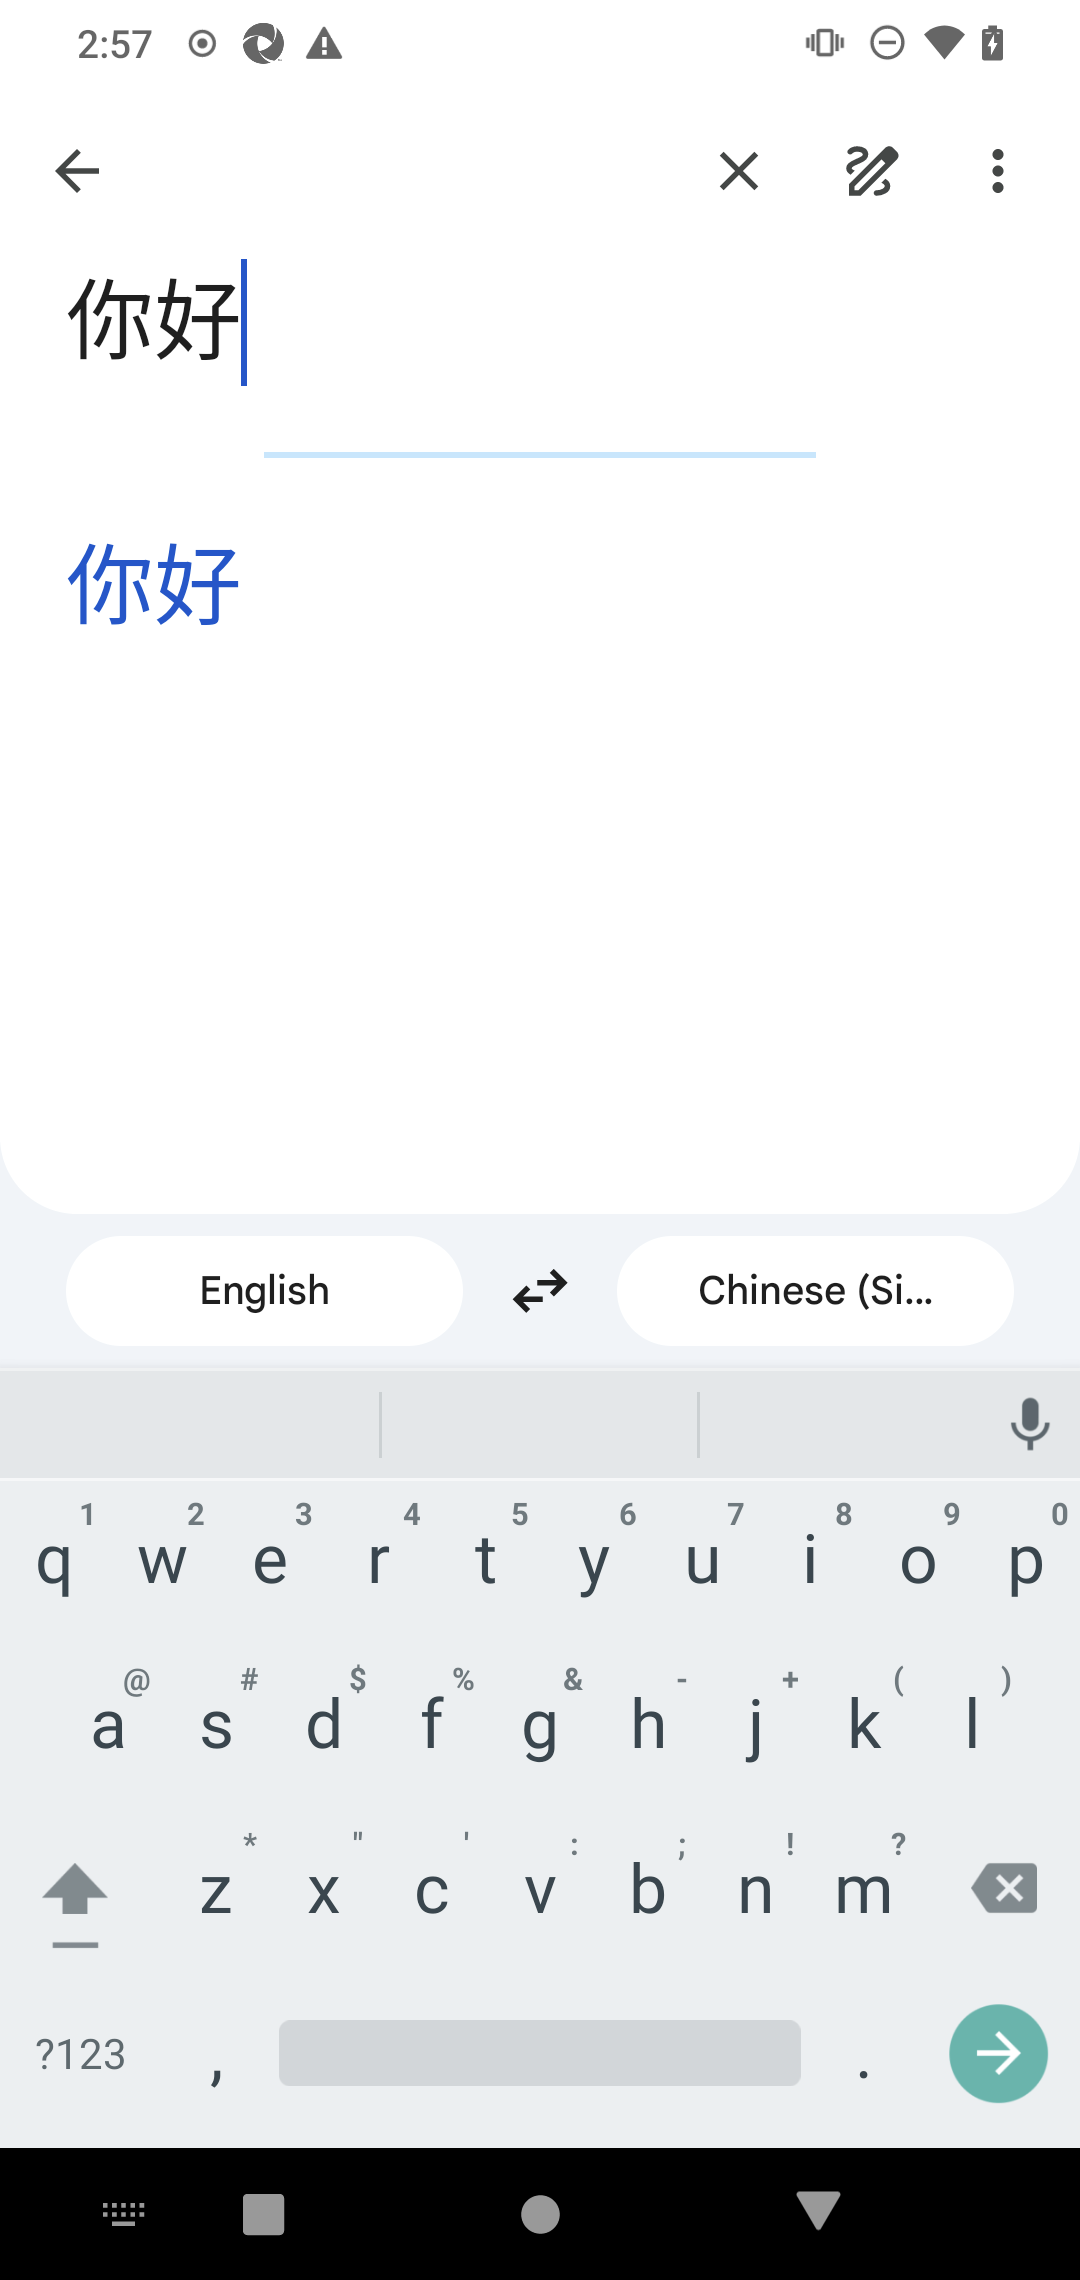 2:57
你好
你好
English
Chinese (Si...
1 2 3 4 5 6 7 8 9 0
q w e r t y u i o p
@ # $ % & - + ( )
a s d f g h j k l
* " ' : ; ! ?
z x c v b n m
?123 , .